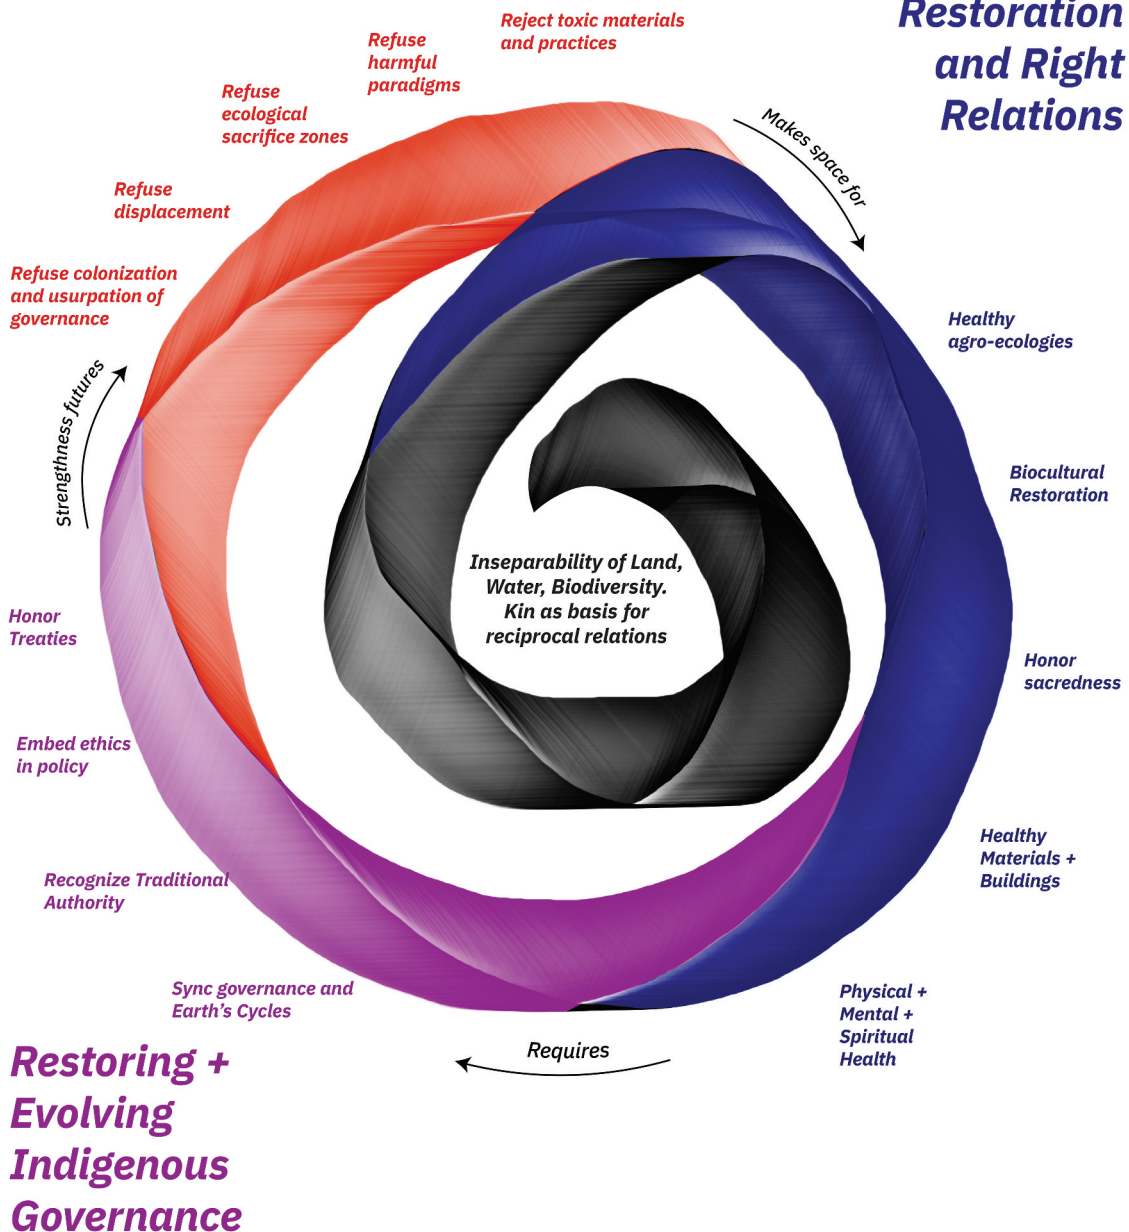 Restoration
and Right
Relations
Reject toxic materials
and practices
Refuse
harmful
paradigms
Refuse
ecological
sacrifice zones
Refuse
displacement
Refuse colonization
and usurpation of
governance
Makes space for
Healthy
agro-ecologies
Biocultural
Restoration
Honor
sacredness
Healthy
Materials +
Buildings
Physical +
Mental +
Spiritual
Health
Requires
Strengthness futures
Inseparability of Land,
Water, Biodiversity.
Kin as basis for
reciprocal relations
Honor
Treaties
Embed ethics
in policy
Recognize Traditional
Authority
Sync governance and
Earth's Cycles
Restoring +
Evolving
Indigenous
Governance